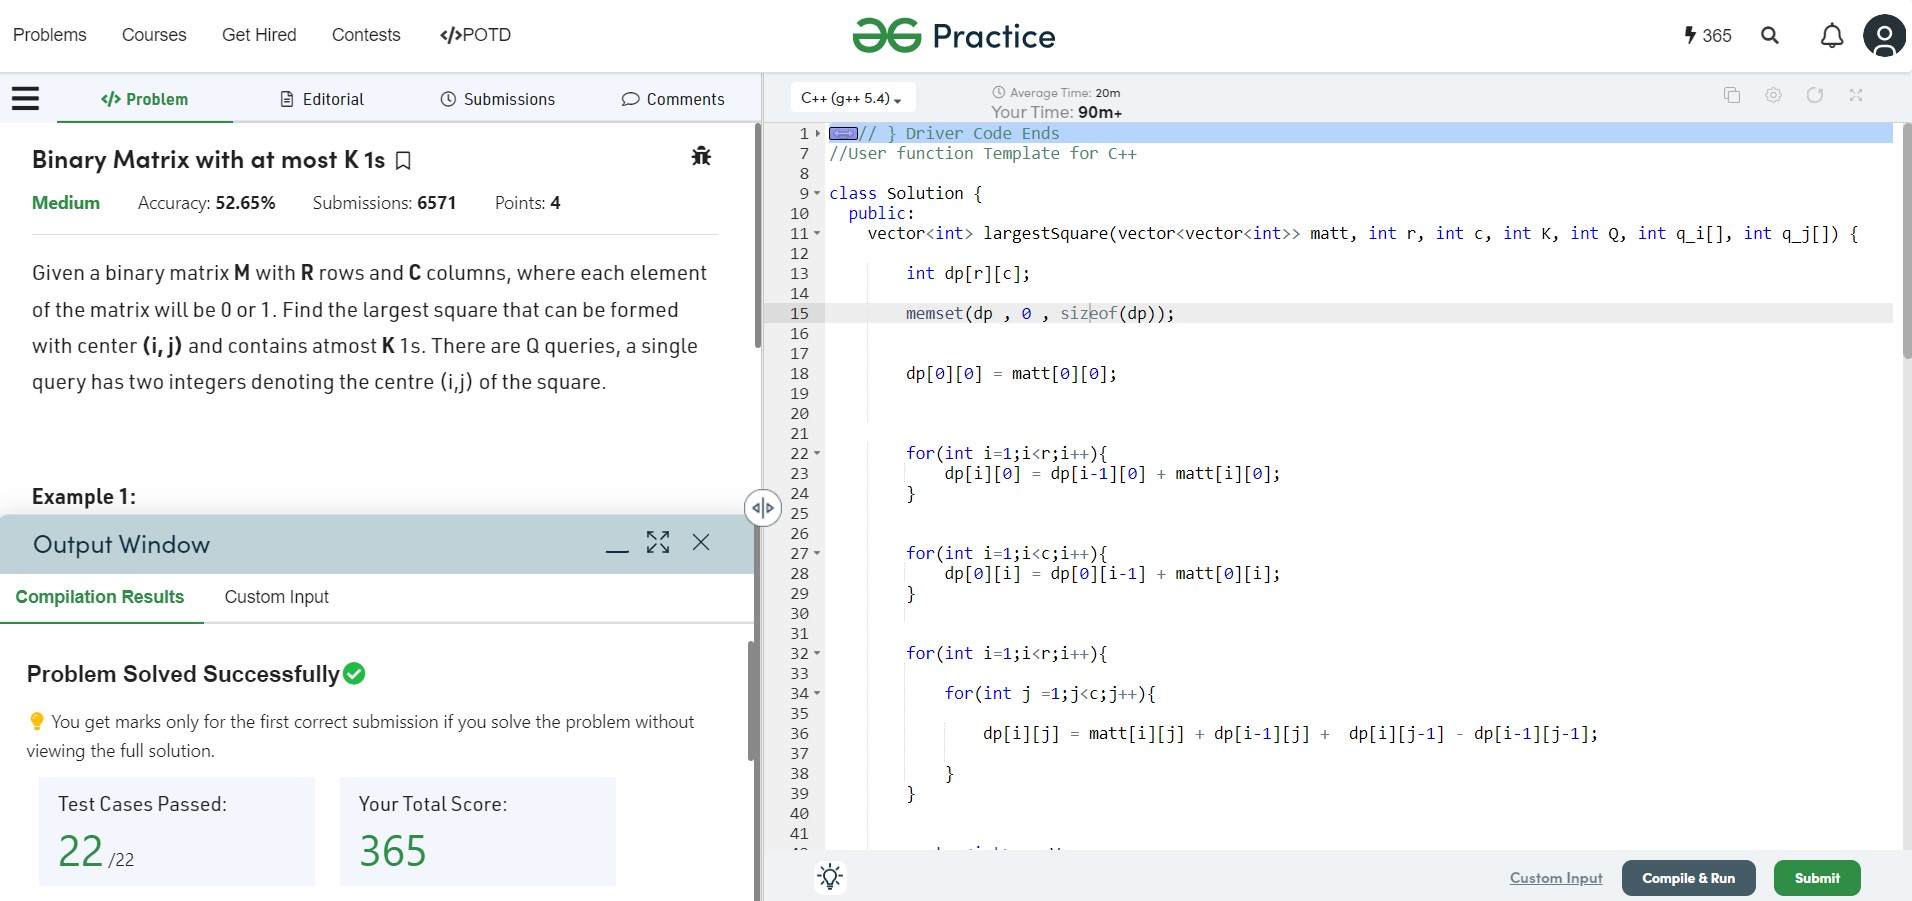 Problems Courses Get Hired Contests </>POTD
Practice
365
</> Problem Editorial Submissions Comments
Binary Matrix with at most K 1s
Medium Accuracy: 52.65% Submissions: 6571 Points: 4
Given a binary matrix M with R rows and C columns, where each element
of the matrix will be 0 or 1. Find the largest square that can be formed
with center (i, j) and contains atmost K 1s. There are Q queries, a single
query has two integers denoting the centre (i,j) of the square.
Example 1:
Output Window
Compilation Results Custom Input
Problem Solved Successfully
You get marks only for the first correct submission if you solve the problem without
viewing the full solution.
Test Cases Passed:
22 /22
Your Total Score:
365
C++ (g++ 5.4)
Average Time: 20m
Your Time: 90m+
1 // } Driver Code Ends
7 //User function Template for C++
8
9 class Solution {
10 public:
11 vector<int> largestSquare(vector<vector<int>> matt, int r, int c, int K, int Q, int q_i[], int q_j[]) {
12
13 int dp[r][c];
14
15 memset(dp , 0 , sizeof(dp));
16
17
18 dp[0][0] = matt[0][0];
19
20
21
22 for(int i=1;i<r;i++){
23 dp[i][0] = dp[i-1][0] + matt[i][0];
24 }
25
26
27 for(int i=1;i<c;i++){
28 dp[0][i] = dp[0][i-1] + matt[0][i];
29 }
30
31
32 for(int i=1;i<r;i++){
33
34 for(int j =1;j<c;j++){
35
36 dp[i][j] = matt[i][j] + dp[i-1][j] + dp[i][j-1] - dp[i-1][j-1];
37
38 }
39 }
40
41
Custom Input Compile & Run Submit